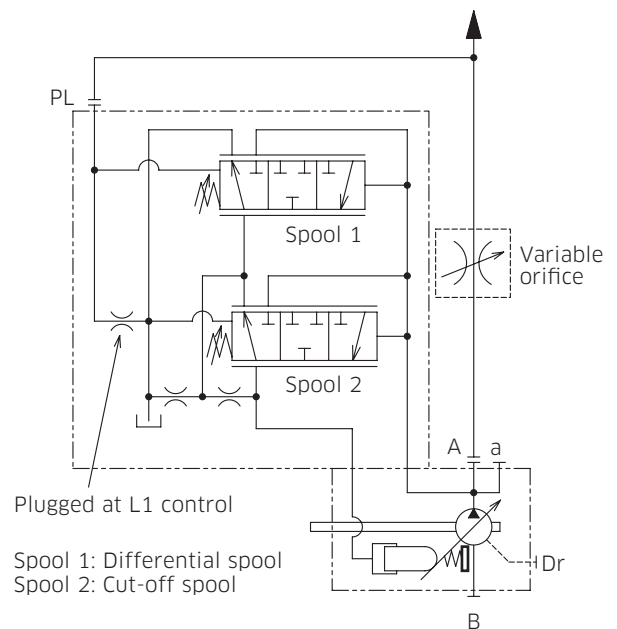 PL
Spool 1
Variable
orifice
Spool 2
A
a
Plugged at L1 control
Spool 1: Differential spool
Spool 2: Cut-off spool
Dr
B